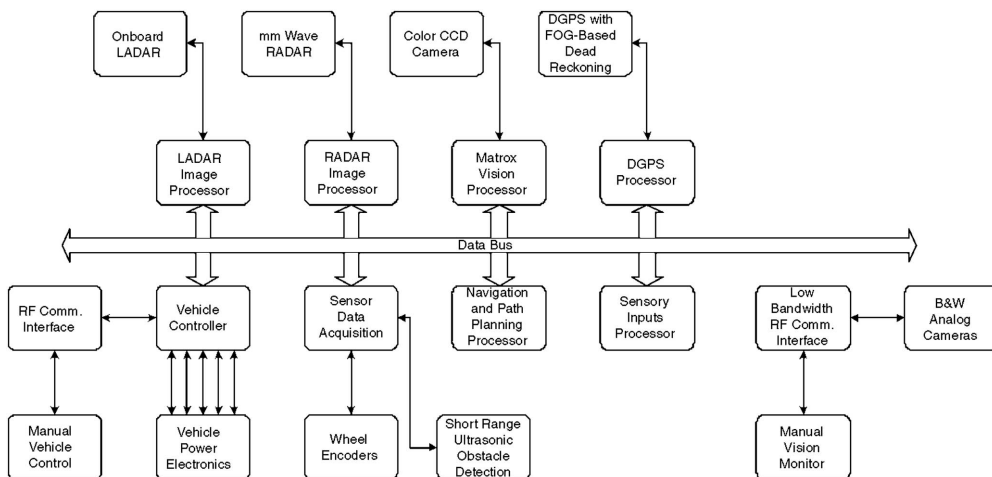 Onboard
LADAR
mm Wave
RADAR
Color CCD
Camera
DGPS with
FOG-Based
Dead
Reckoning
LADAR
Image
Processor
RADAR
Image
Processor
Matrox
Vision
Processor
DGPS
Processor
Data Bus
RF Comm.
Interface
Vehicle
Controller
Sensor
Data
Acquisition
Navigation
and Path
Planning
Processor
Sensory
Inputs
Processor
Low
Bandwidth
RF Comm.
Interface
B&W
Analog
Cameras
Manual
Vehicle
Control
Vehicle
Power
Electronics
Wheel
Encoders
Short Range
Ultrasonic
Obstacle
Detection
Manual
Vision
Monitor